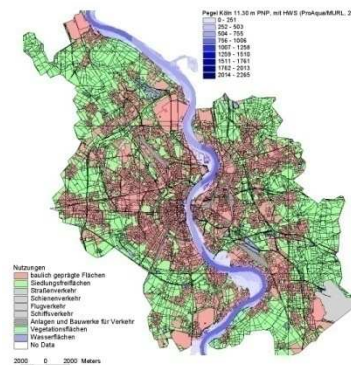 Pegel Köln 11,30 m PNP, mit HWS (ProAqua/MURL, 2
0 - 251
252 - 503
504 - 755
756 - 1006
1007 - 1258
1259 - 1510
1511 - 1761
1762 - 2013
2014 - 2265
Nutzungen
baulich geprägte Flächen
Siedlungsfreiflächen
Straßenverkehr
Schienenverkehr
Flugverkehr
Schiffsverkehr
Anlagen und Bauwerke für Verkehr
Vegetationsflächen
Wasserflächen
No Data
2000 0 2000 Meters